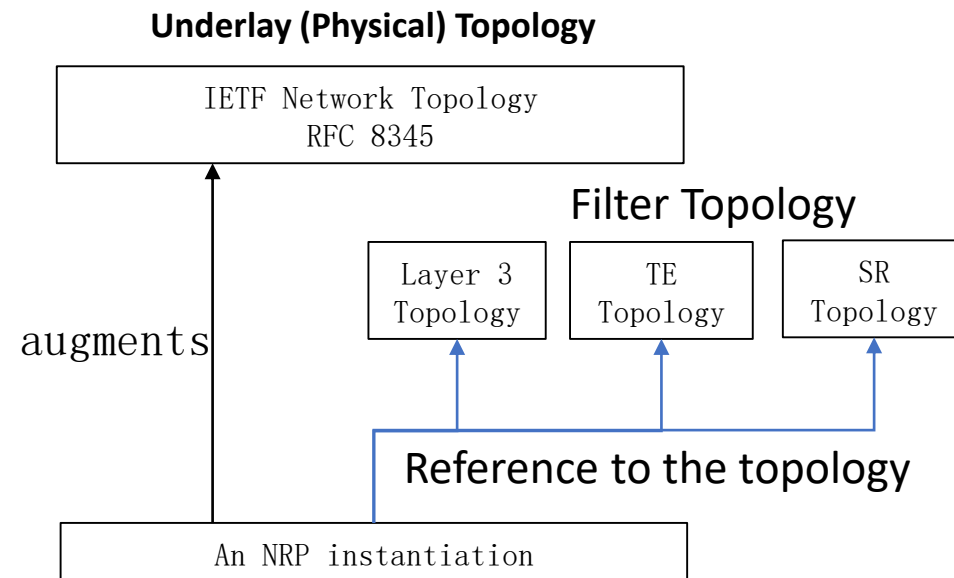 Underlay (Physical) Topology
IETF Network Topology
RFC 8345
Filter Topology
Layer 3
Topology
TE
Topology
SR
Topology
augments
Reference to the topology
An NRP instantiation